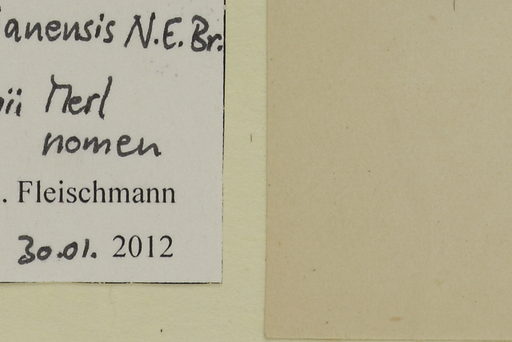 anensis N.E.Br.
ii Merl
nomen
. Fleischmann
30.01. 2012